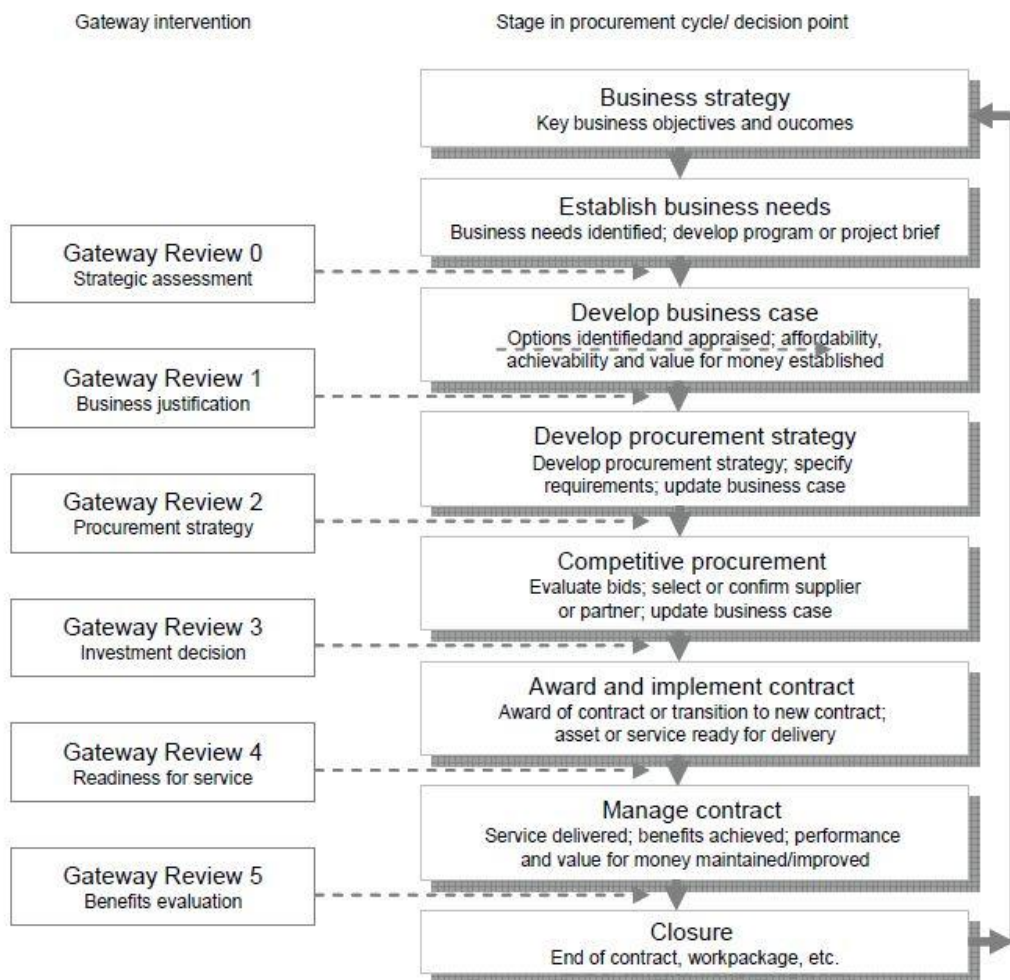 Gateway intervention
Stage in procurement cycle/ decision point
Business strategy
Key business objectives and oucomes
Establish business needs
Business needs identified; develop program or project brief
Gateway Review 0
Strategic assessment
Develop business case
Options identifiedand appraised; affordability,
achievability and value for money established
Gateway Review 1
Business justification
Develop procurement strategy
Develop procurement strategy; specify
requirements; update business case
Gateway Review 2
Procurement strategy
Competitive procurement
Evaluate bids; select or confirm supplier
or partner; update business case
Gateway Review 3
Investment decision
Award and implement contract
Award of contract or transition to new contract;
asset or service ready for delivery
Gateway Review 4
Readiness for service
Manage contract
Service delivered; benefits achieved; performance
and value for money maintained/improved
Gateway Review 5
Benefits evaluation
Closure
End of contract, workpackage, etc.